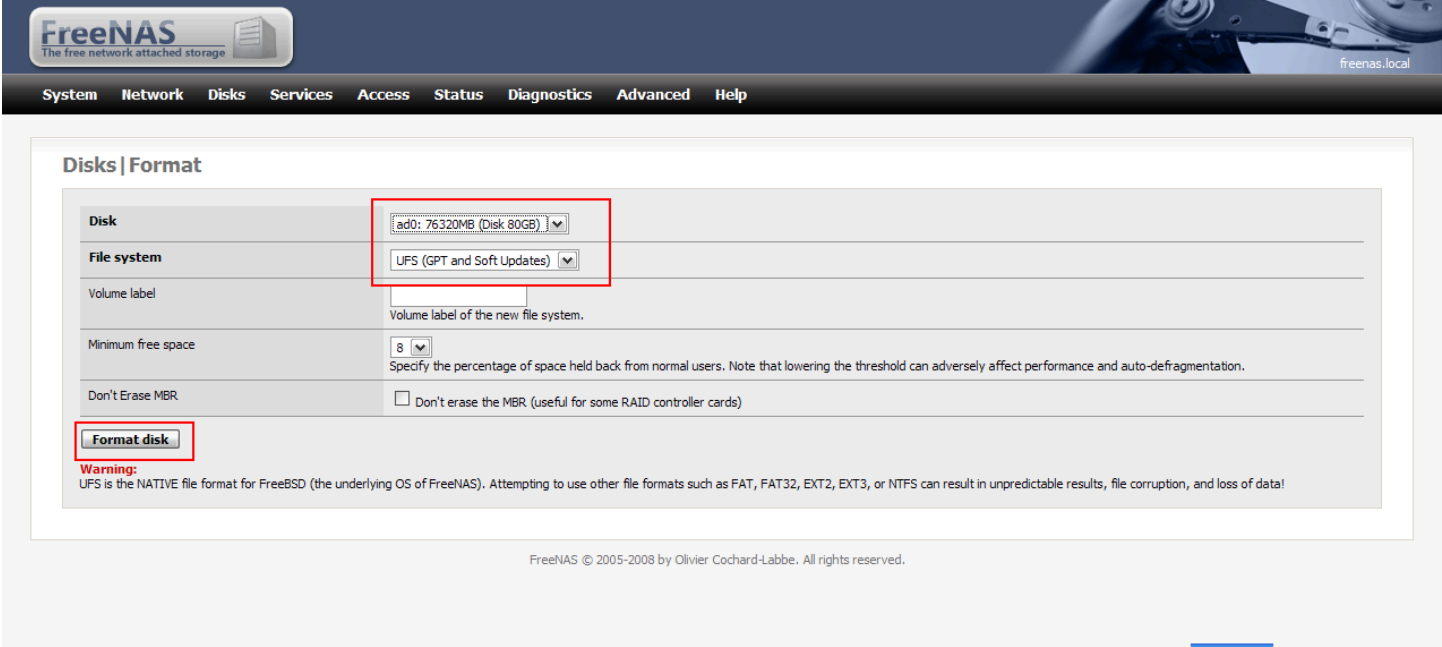 FreeNAS
The free network attached storage
freenas.local
System Network Disks Services Access Status Diagnostics Advanced Help
Disks|Format
Disk
ad0: 76320MB (Disk 80GB)
File system
UFS (GPT and Soft Updates)
Volume label
Volume label of the new file system.
Minimum free space
8
Specify the percentage of space held back from normal users. Note that lowering the threshold can adversely affect performance and auto-defragmentation.
Don't Erase MBR
Don't erase the MBR (useful for some RAID controller cards)
Format disk
Warning:
UFS is the NATIVE file format for FreeBSD (the underlying OS of FreeNAS). Attempting to use other file formats such as FAT, FAT32, EXT2, EXT3, or NTFS can result in unpredictable results, file corruption, and loss of data!
FreeNAS © 2005-2008 by Olivier Cochard-Labbe. All rights reserved.